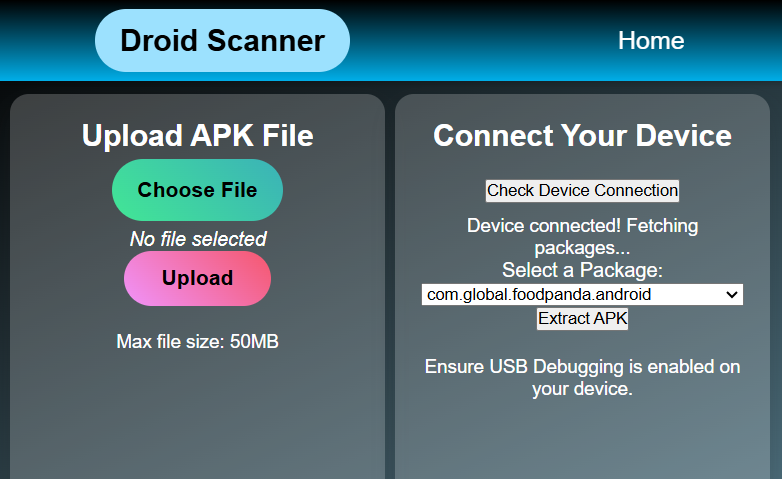 Droid Scanner
Home
Upload APK File
Choose File
No file selected
Upload
Max file size: 50MB
Connect Your Device
Check Device Connection
Device connected! Fetching
packages...
Select a Package:
com.global.foodpanda.android
Extract APK
Ensure USB Debugging is enabled on
your device.